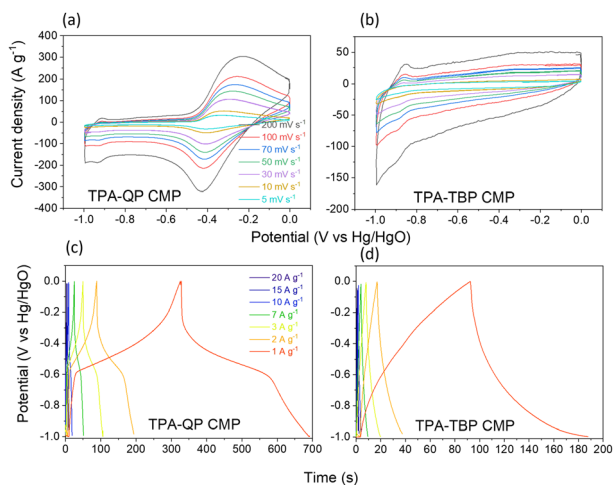 (a)
(b)
Current density (A g⁻¹)
400
300
200
100
0
-100
-200
-300
-400
-1.0
-0.8
-0.6
-0.4
-0.2
0.0
200 mV s⁻¹
100 mV s⁻¹
70 mV s⁻¹
50 mV s⁻¹
30 mV s⁻¹
10 mV s⁻¹
5 mV s⁻¹
TPA-QP CMP
50
0
-50
-100
-150
-200
-1.0
-0.8
-0.6
-0.4
-0.2
0.0
TPA-TBP CMP
Potential (V vs Hg/HgO)
(c)
(d)
Potential (V vs Hg/HgO)
0.0
-0.2
-0.4
-0.6
-0.8
-1.0
0 100 200 300 400 500 600 700
20 A g⁻¹
15 A g⁻¹
10 A g⁻¹
7 A g⁻¹
3 A g⁻¹
2 A g⁻¹
1 A g⁻¹
TPA-QP CMP
0.0
-0.2
-0.4
-0.6
-0.8
-1.0
0 20 40 60 80 100 120 140 160 180 200
TPA-TBP CMP
Time (s)